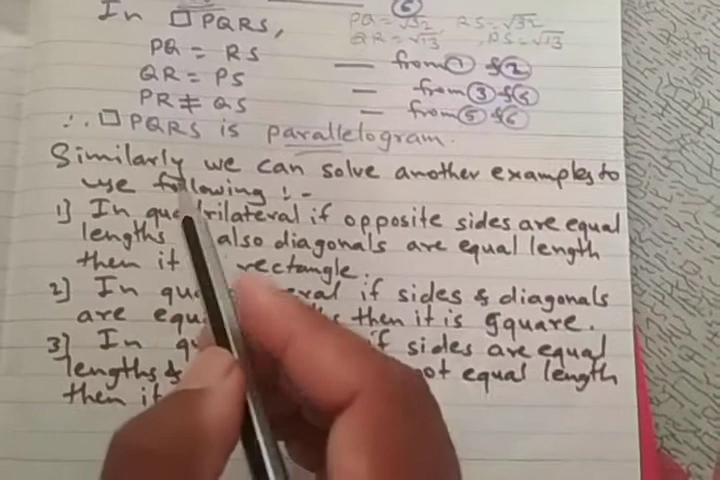 6
In □ PQRS, PQ = √32, RS = √32
QR = √13, PS = √13
PQ = RS — from 1 & 2
QR = PS — from 3 &
PR ≠ QS — from 5 & 6
∴ □ PQRS is parallelogram.
Similarly we can solve another examples to
use following :-
1] In quadrilateral if opposite sides are equal
lengths also diagonals are equal length
then it rectangle.
2] In if sides & diagonals
are then it is square.
3] In if sides are equal
lengths & not equal length
then it